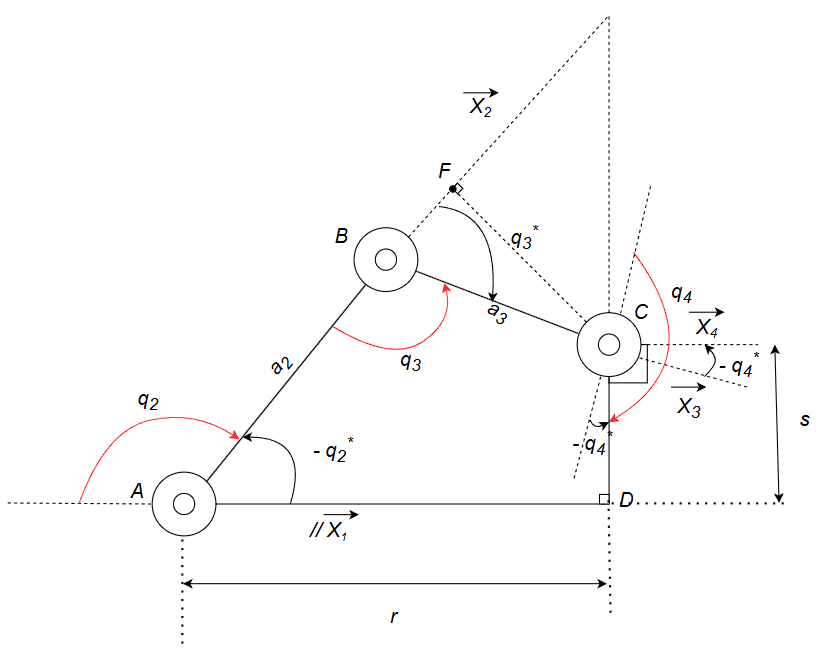 X₂
F
B
q₃*
q₄
C
X₄
a₃
- q₄*
q₃
a₂
X₃
q₂
s
- q₂*
- q₄*
A
D
// X₁
r